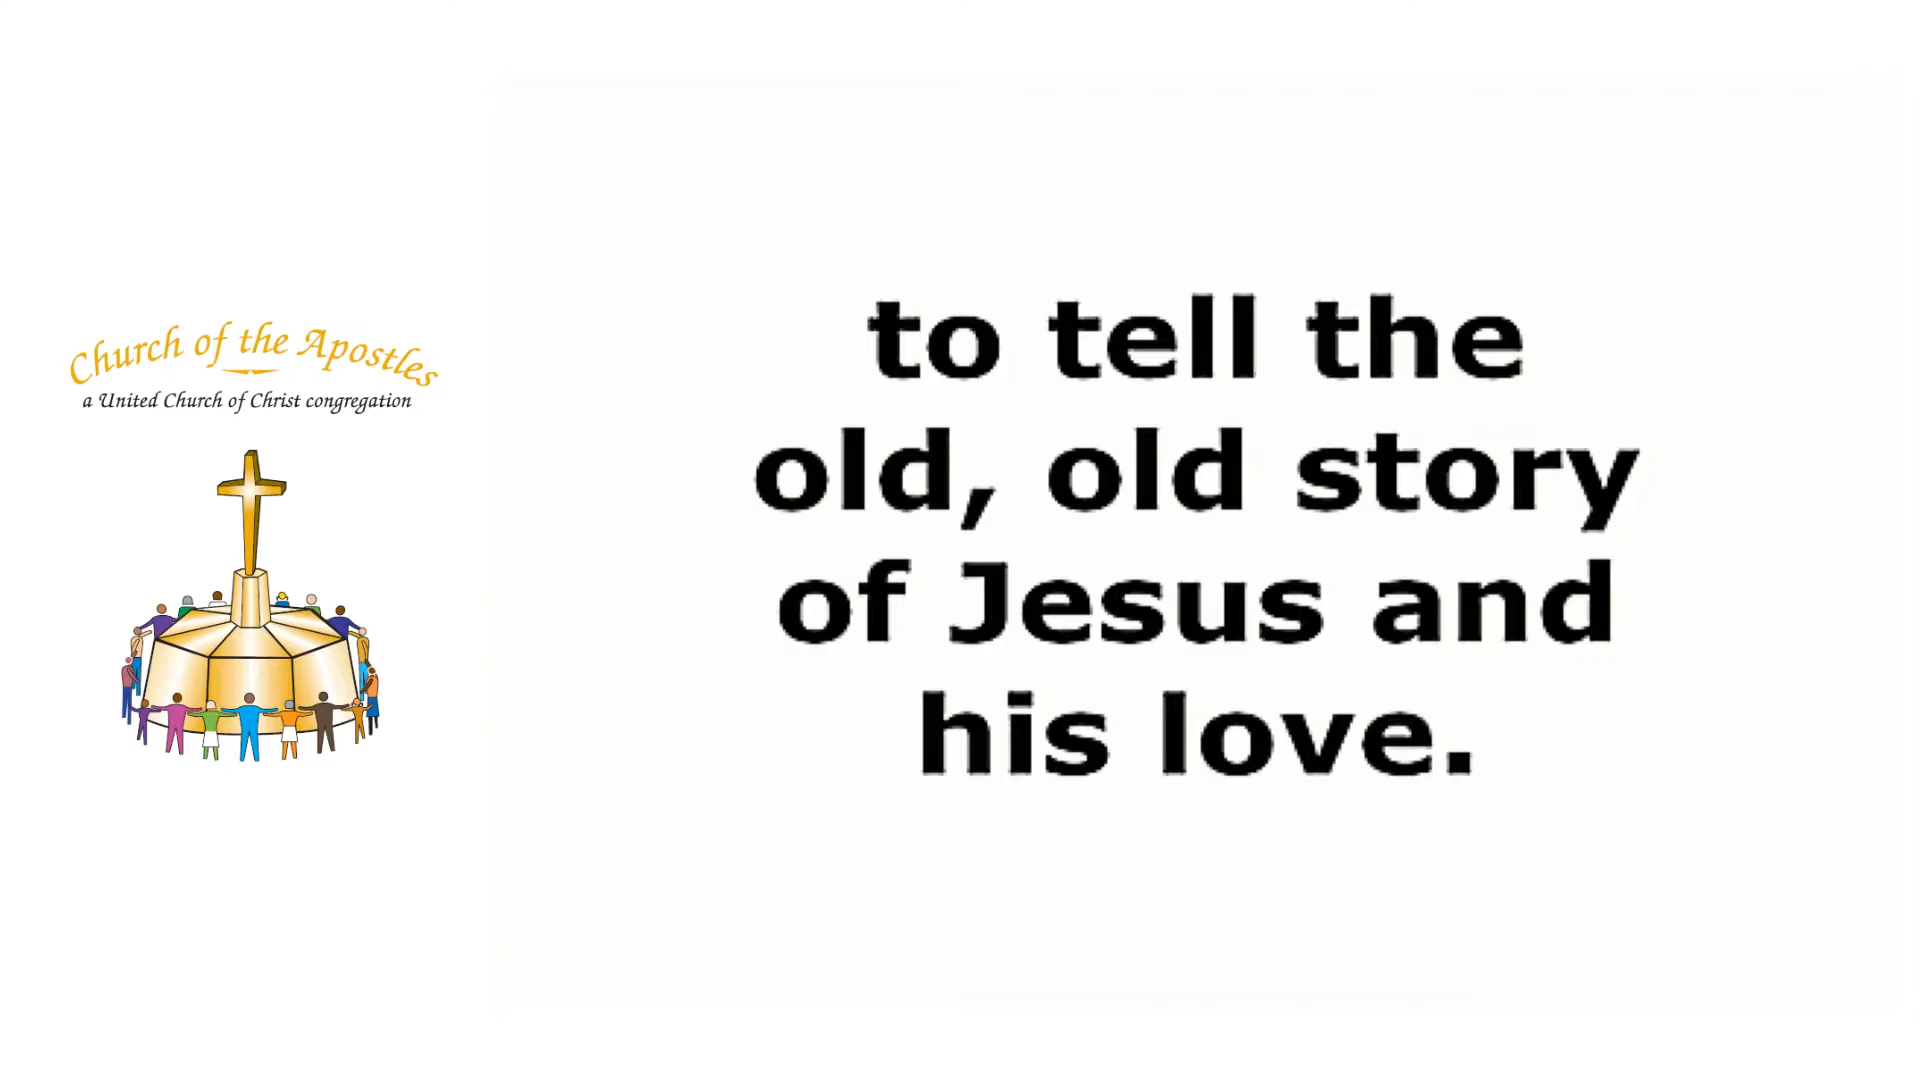 Church of the Apostles
a United Church of Christ congregation
to tell the
old, old story
of Jesus and
his love.